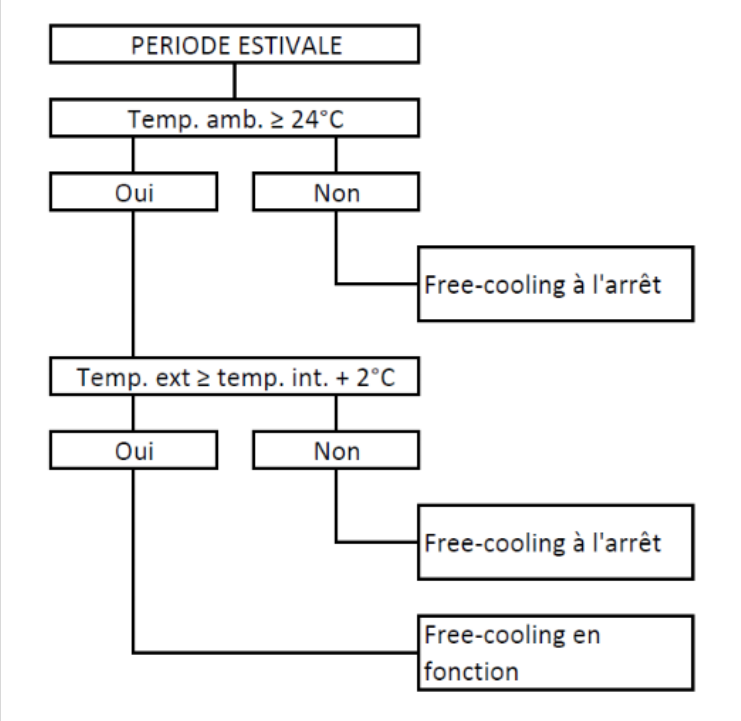 PERIODE ESTIVALE
Temp. amb. ≥ 24°C
Oui
Non
Free-cooling à l'arrêt
Temp. ext ≥ temp. int. + 2°C
Oui
Non
Free-cooling à l'arrêt
Free-cooling en
fonction